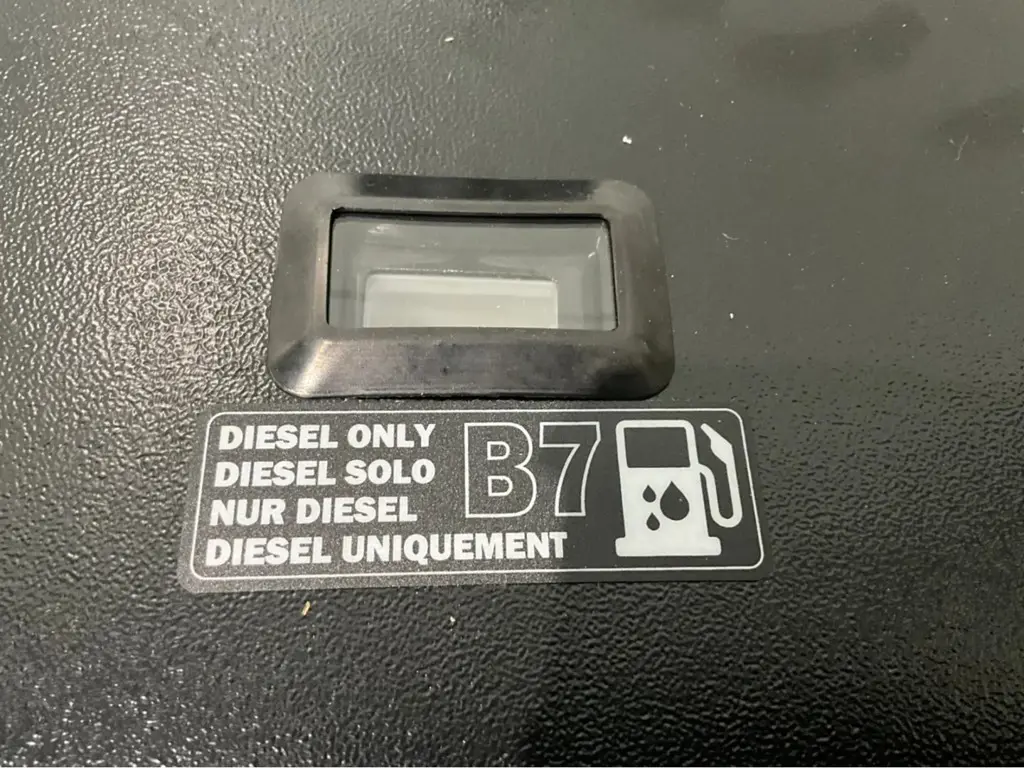 DIESEL ONLY
DIESEL SOLO
NUR DIESEL
DIESEL UNIQUEMENT
B7